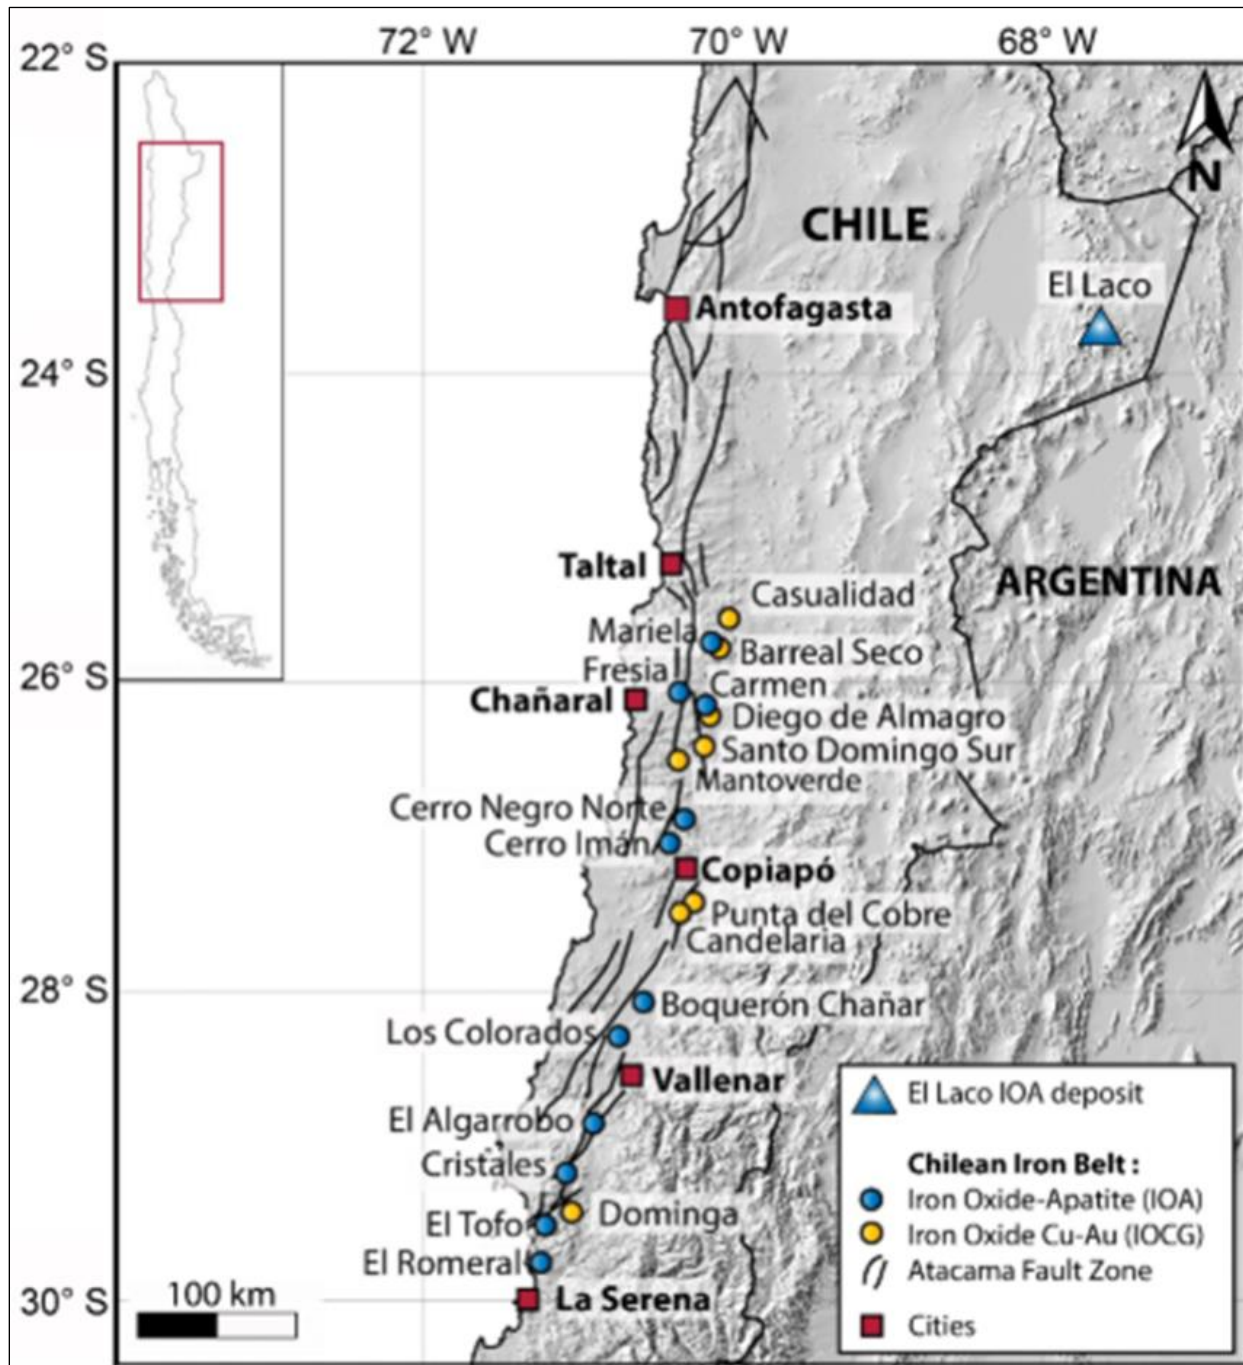 72° W
70° W
68° W
22° S
N
CHILE
El Laco
Antofagasta
24° S
Taltal
ARGENTINA
Casualidad
Mariela
Barreal Seco
Fresia
26° S
Carmen
Chañaral
Diego de Almagro
Santo Domingo Sur
Mantoverde
Cerro Negro Norte
Cerro Imán
Copiapó
Punta del Cobre
Candelaria
28° S
Boquerón Chañar
Los Colorados
Vallenar
El Algarrobo
Cristales
Dominga
El Tofo
El Romeral
30° S
La Serena
100 km
El Laco IOA deposit
Chilean Iron Belt :
Iron Oxide-Apatite (IOA)
Iron Oxide Cu-Au (IOCG)
Atacama Fault Zone
Cities